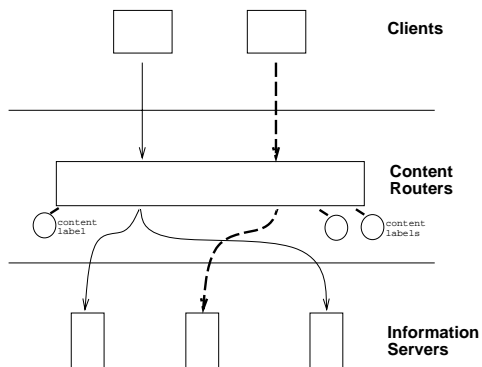 Clients
Content
Routers
content
label
content
labels
Information
Servers